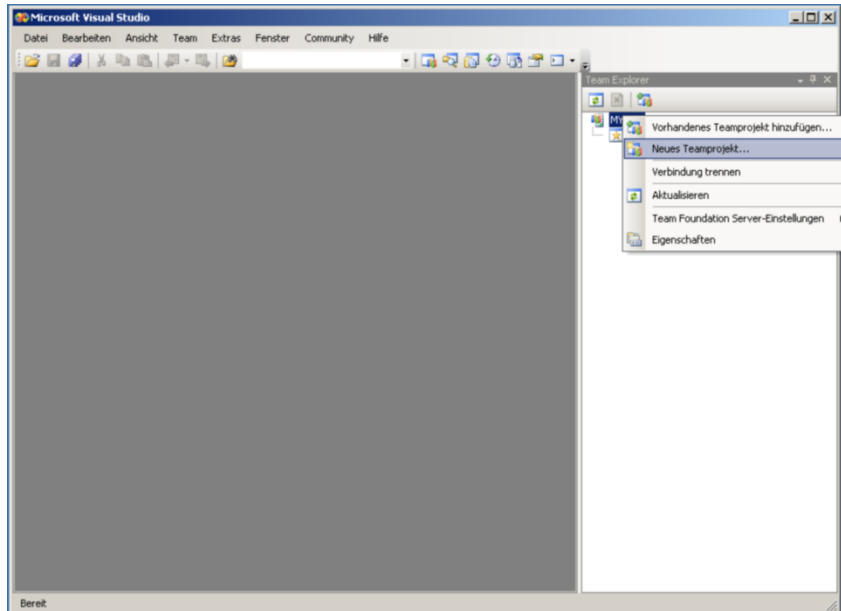 Microsoft Visual Studio
Datei Bearbeiten Ansicht Team Extras Fenster Community Hilfe
Team Explorer
MY
Vorhandenes Teamprojekt hinzufügen...
Neues Teamprojekt...
Verbindung trennen
Aktualisieren
Team Foundation Server-Einstellungen
Eigenschaften
Bereit